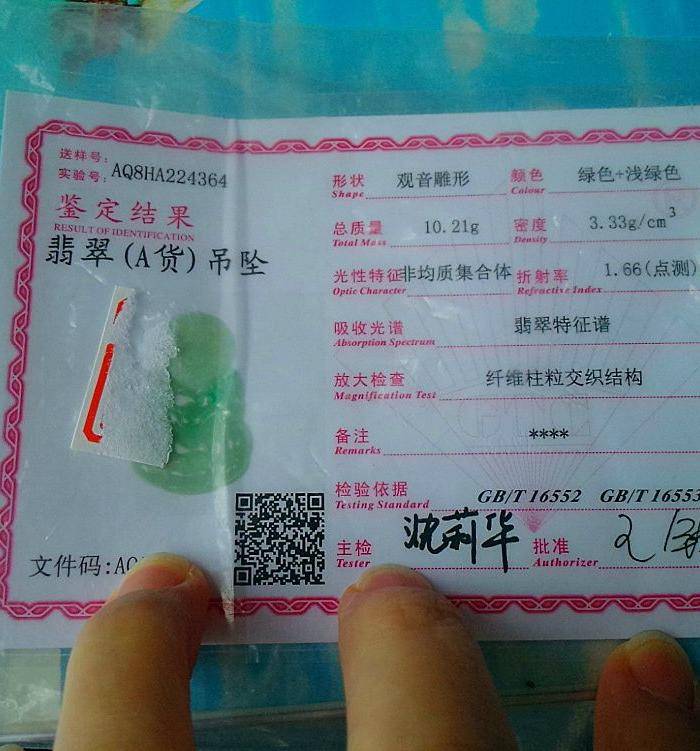 送样号:
实验号: AQ8HA224364
鉴定结果
RESULT OF IDENTIFICATION
翡翠(A货)吊坠
文件码:AQ
形状 观音雕形 颜色 绿色+浅绿色
Shape Colour
总质量 10.21g 密度 3.33g/cm³
Total Mass Density
光性特征 非均质集合体 折射率 1.66(点测)
Optic Character Refractive Index
吸收光谱 翡翠特征谱
Absorption Spectrum
放大检查 纤维柱粒交织结构
Magnification Test
备注 ****
Remarks
检验依据 GB/T 16552 GB/T 16553
Testing Standard
主检 沈莉华 批准
Tester Authorizer